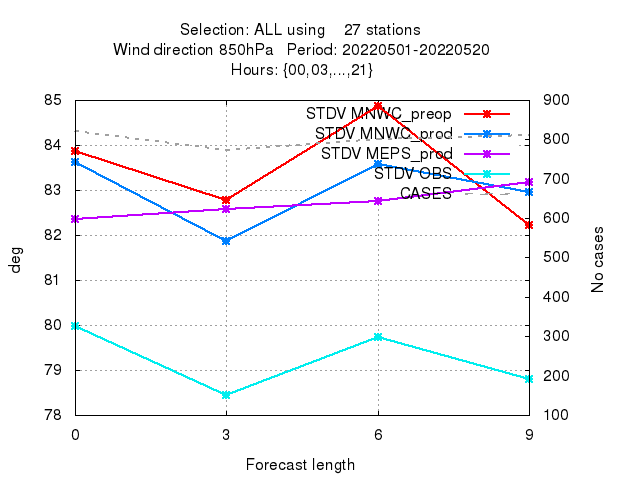 Selection: ALL using    27 stations
Wind direction 850hPa   Period: 20220501-20220520
Hours: {00,03,...,21}
STDV MNWC_preop
STDV MNWC_prod
STDV MEPS_prod
STDV OBS
CASES
85
84
83
82
81
80
79
78
deg
900
800
700
600
500
400
300
200
100
No cases
0 3 6 9
Forecast length